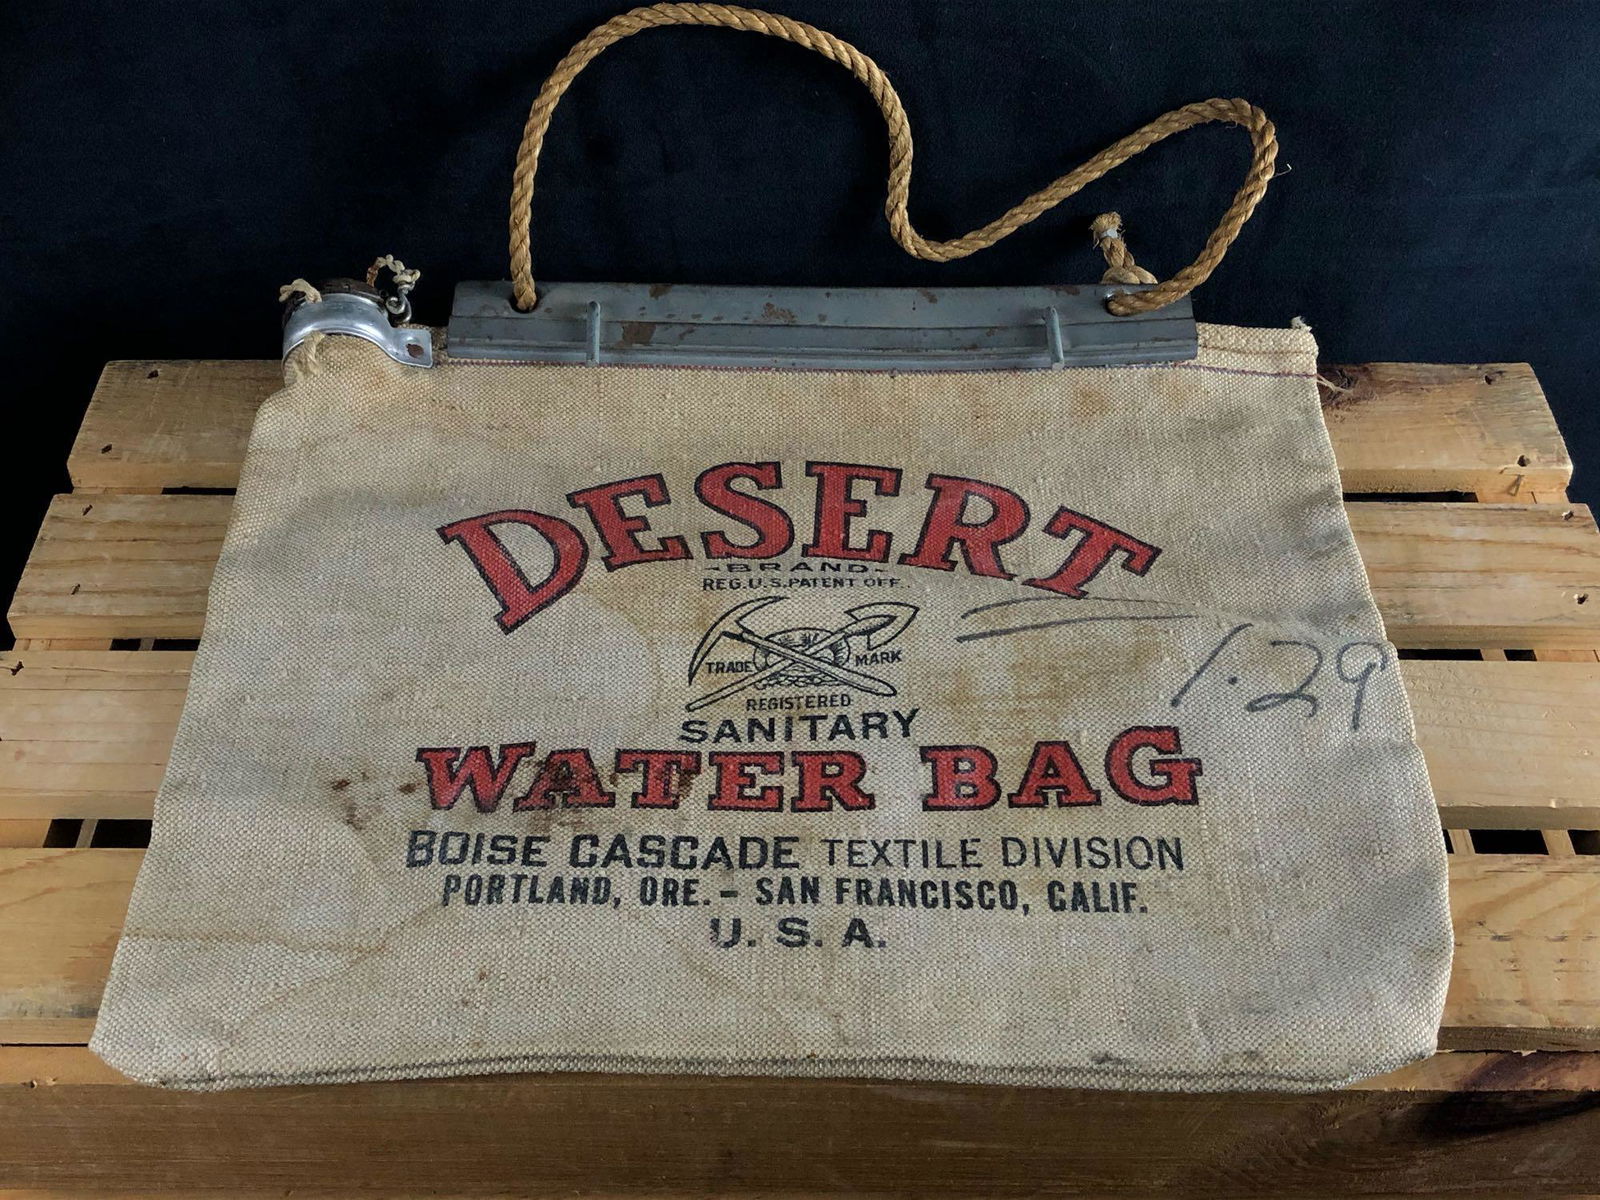 DESERT
-BRAND-
REG.U.S.PATENT OFF.
TRADE MARK
REGISTERED
1.29
SANITARY
WATER BAG
BOISE CASCADE TEXTILE DIVISION
PORTLAND, ORE. - SAN FRANCISCO, CALIF.
U. S. A.